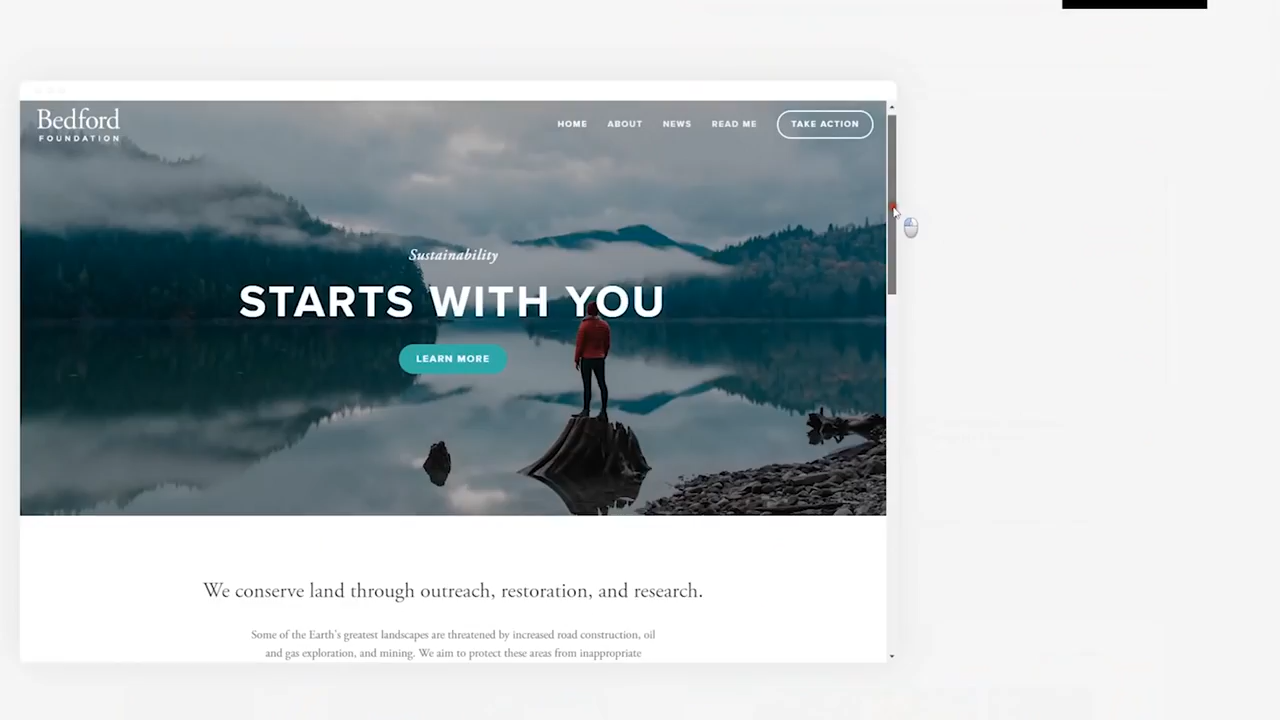 Bedford
FOUNDATION
HOME ABOUT NEWS READ ME TAKE ACTION
Sustainability
STARTS WITH YOU
LEARN MORE
We conserve land through outreach, restoration, and research.
Some of the Earth's greatest landscapes are threatened by increased road construction, oil
and gas exploration, and mining. We aim to protect these areas from inappropriate